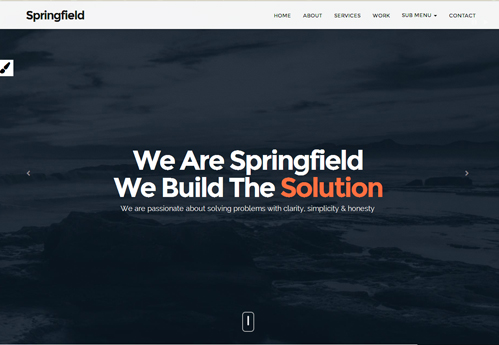 Springfield
HOME ABOUT SERVICES WORK SUB MENU CONTACT
We Are Springfield
We Build The Solution
We are passionate about solving problems with clarity, simplicity & honesty